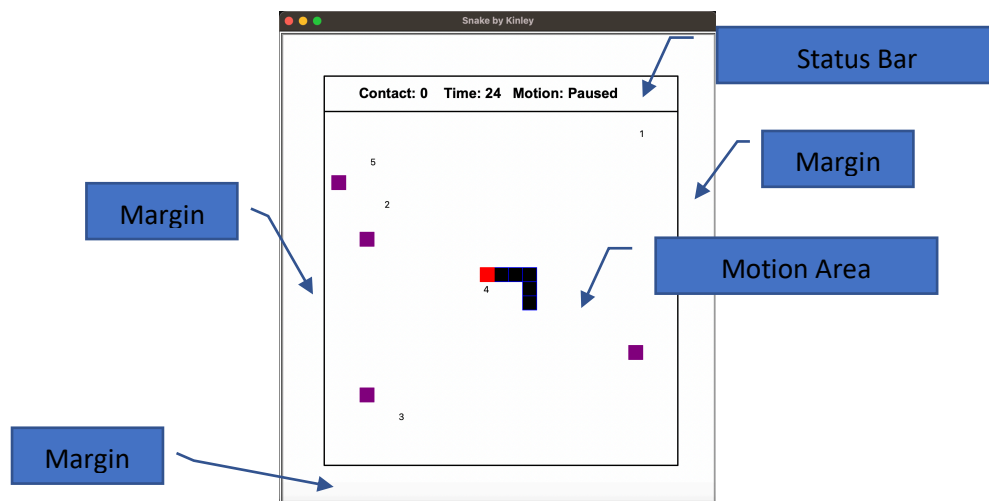 Snake by Kinley
Status Bar
Contact: 0 Time: 24 Motion: Paused
1
5
Margin
2
Margin
Motion Area
4
3
Margin